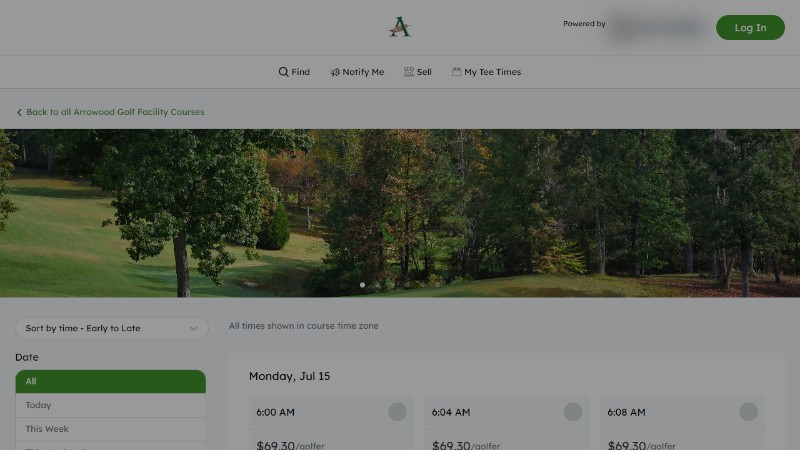 A
Powered by
Log In
Find
Notify Me
Sell
My Tee Times
Back to all Arrowood Golf Facility Courses
Sort by time - Early to Late
All times shown in course time zone
Date
All
Today
This Week
Monday, Jul 15
6:00 AM
6:04 AM
6:08 AM
$69.30/golfer
$69.30/golfer
$69.30/golfer